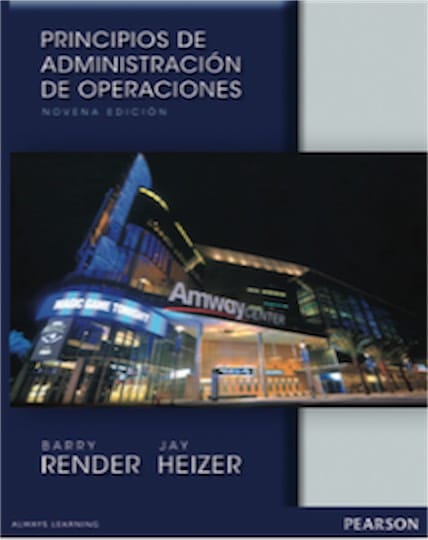 PRINCIPIOS DE
ADMINISTRACIÓN
DE OPERACIONES
NOVENA EDICIÓN
MAGIC GAME TONIGHT
Amway CENTER
BARRY JAY
RENDER HEIZER
ALWAYS LEARNING
PEARSON